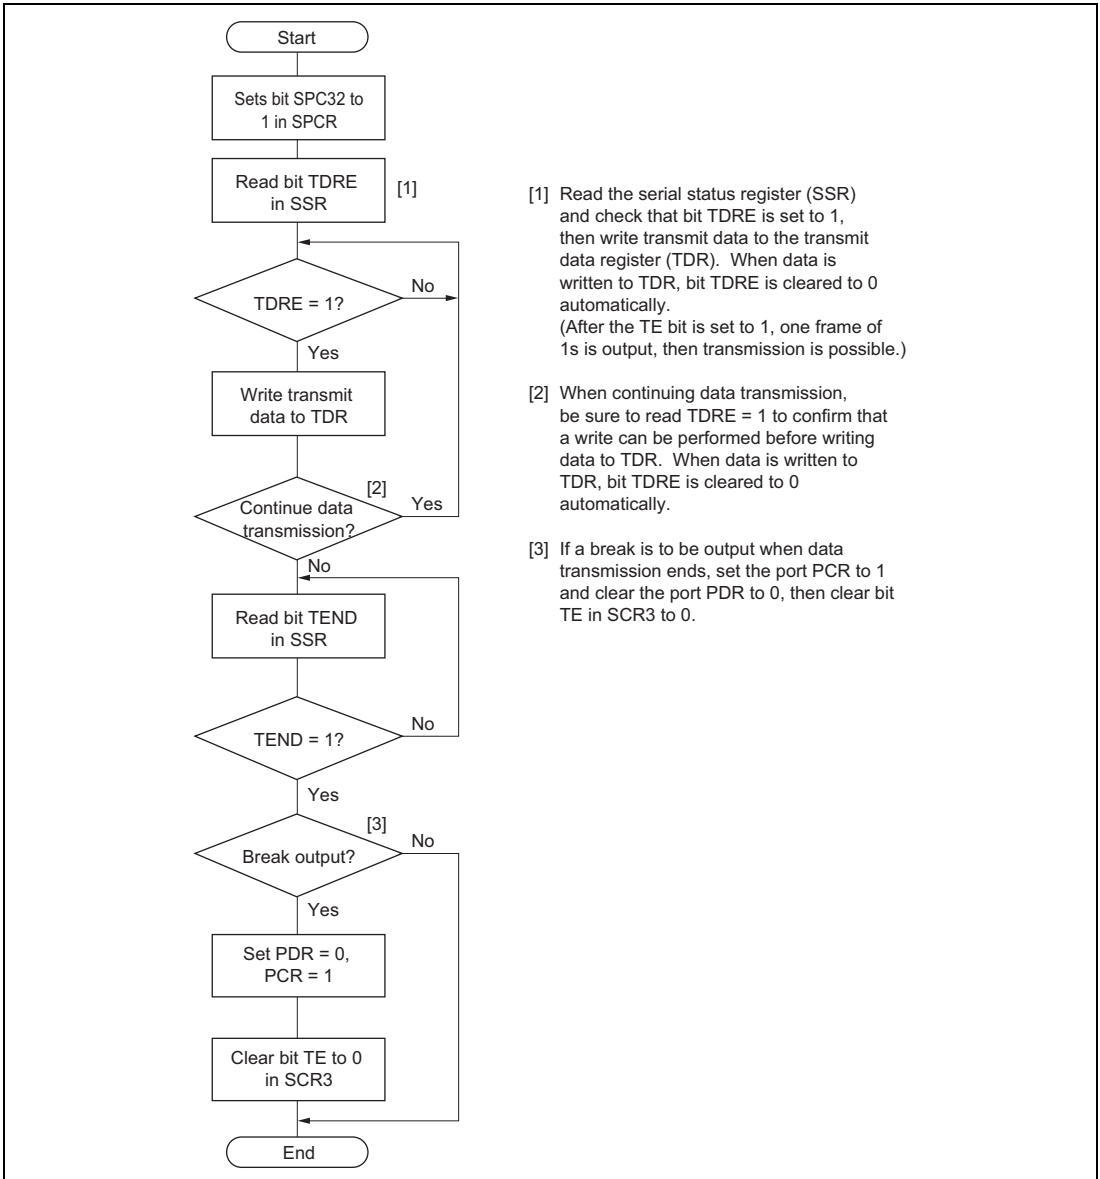 Start
Sets bit SPC32 to
1 in SPCR
Read bit TDRE
in SSR
[1]
TDRE = 1?
No
Yes
Write transmit
data to TDR
[2]
Continue data
transmission?
Yes
No
Read bit TEND
in SSR
TEND = 1?
No
Yes
[3]
Break output?
No
Yes
Set PDR = 0,
PCR = 1
Clear bit TE to 0
in SCR3
End
[1] Read the serial status register (SSR)
and check that bit TDRE is set to 1,
then write transmit data to the transmit
data register (TDR). When data is
written to TDR, bit TDRE is cleared to 0
automatically.
(After the TE bit is set to 1, one frame of
1s is output, then transmission is possible.)
[2] When continuing data transmission,
be sure to read TDRE = 1 to confirm that
a write can be performed before writing
data to TDR. When data is written to
TDR, bit TDRE is cleared to 0
automatically.
[3] If a break is to be output when data
transmission ends, set the port PCR to 1
and clear the port PDR to 0, then clear bit
TE in SCR3 to 0.